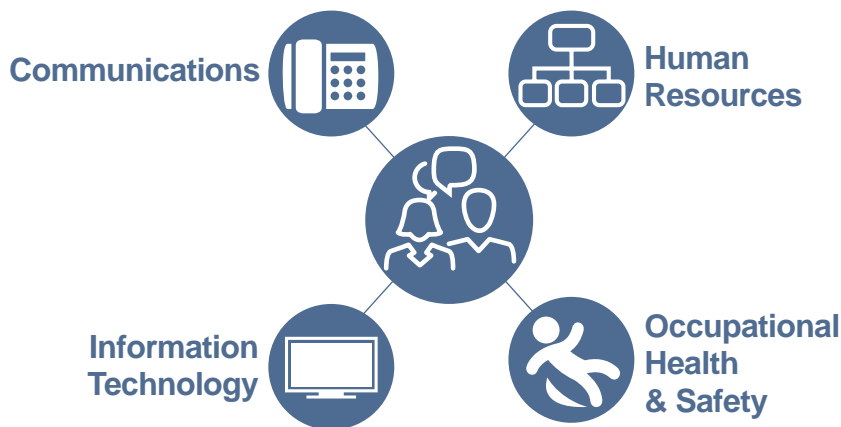 Communications
Human
Resources
Information
Technology
Occupational
Health
& Safety